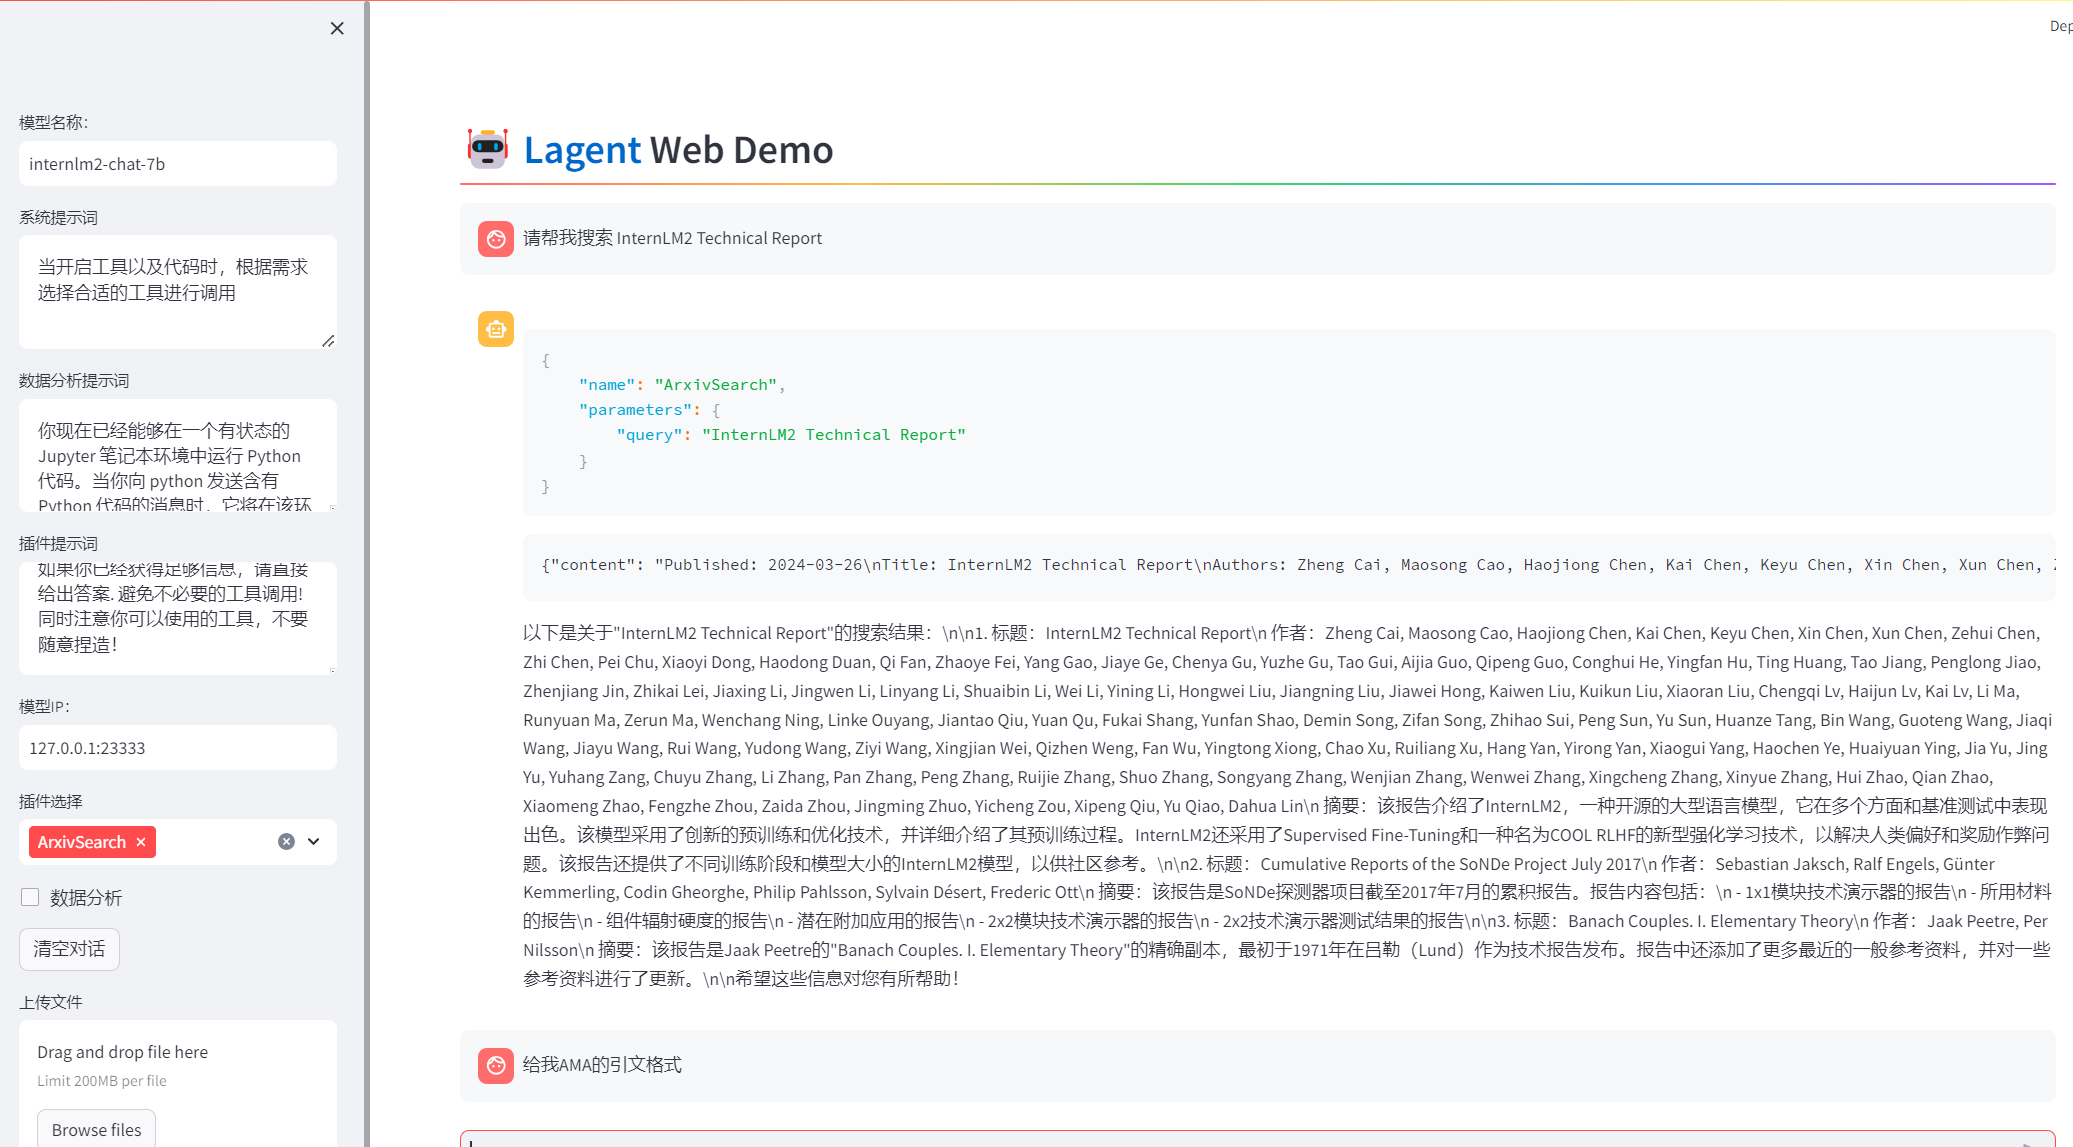 Dep
模型名称：
internlm2-chat-7b
系统提示词
当开启工具以及代码时，根据需求
选择合适的工具进行调用
数据分析提示词
你现在已经能够在一个有状态的
Jupyter 笔记本环境中运行 Python
代码。当你向 python 发送含有
Python 代码的消息时，它将在该环
插件提示词
如果你已经获得足够信息，请直接
给出答案. 避免不必要的工具调用!
同时注意你可以使用的工具，不要
随意捏造！
模型IP：
127.0.0.1:23333
插件选择
ArxivSearch
数据分析
清空对话
上传文件
Drag and drop file here
Limit 200MB per file
Browse files
Lagent Web Demo
请帮我搜索 InternLM2 Technical Report
{
"name": "ArxivSearch",
"parameters": {
"query": "InternLM2 Technical Report"
}
}
{"content": "Published: 2024-03-26\nTitle: InternLM2 Technical Report\nAuthors: Zheng Cai, Maosong Cao, Haojiong Chen, Kai Chen, Keyu Chen, Xin Chen, Xun Chen,
以下是关于"InternLM2 Technical Report"的搜索结果：\n\n1. 标题：InternLM2 Technical Report\n 作者：Zheng Cai, Maosong Cao, Haojiong Chen, Kai Chen, Keyu Chen, Xin Chen, Xun Chen, Zehui Chen,
Zhi Chen, Pei Chu, Xiaoyi Dong, Haodong Duan, Qi Fan, Zhaoye Fei, Yang Gao, Jiaye Ge, Chenya Gu, Yuzhe Gu, Tao Gui, Aijia Guo, Qipeng Guo, Conghui He, Yingfan Hu, Ting Huang, Tao Jiang, Penglong Jiao,
Zhenjiang Jin, Zhikai Lei, Jiaxing Li, Jingwen Li, Linyang Li, Shuaibin Li, Wei Li, Yining Li, Hongwei Liu, Jiangning Liu, Jiawei Hong, Kaiwen Liu, Kuikun Liu, Xiaoran Liu, Chengqi Lv, Haijun Lv, Kai Lv, Li Ma,
Runyuan Ma, Zerun Ma, Wenchang Ning, Linke Ouyang, Jiantao Qiu, Yuan Qu, Fukai Shang, Yunfan Shao, Demin Song, Zifan Song, Zhihao Sui, Peng Sun, Yu Sun, Huanze Tang, Bin Wang, Guoteng Wang, Jiaqi
Wang, Jiayu Wang, Rui Wang, Yudong Wang, Ziyi Wang, Xingjian Wei, Qizhen Weng, Fan Wu, Yingtong Xiong, Chao Xu, Ruiliang Xu, Hang Yan, Yirong Yan, Xiaogui Yang, Haochen Ye, Huaiyuan Ying, Jia Yu, Jing
Yu, Yuhang Zang, Chuyu Zhang, Li Zhang, Pan Zhang, Peng Zhang, Ruijie Zhang, Shuo Zhang, Songyang Zhang, Wenjian Zhang, Wenwei Zhang, Xingcheng Zhang, Xinyue Zhang, Hui Zhao, Qian Zhao,
Xiaomeng Zhao, Fengzhe Zhou, Zaida Zhou, Jingming Zhuo, Yicheng Zou, Xipeng Qiu, Yu Qiao, Dahua Lin\n 摘要：该报告介绍了InternLM2，一种开源的大型语言模型，它在多个方面和基准测试中表现
出色。该模型采用了创新的预训练和优化技术，并详细介绍了其预训练过程。InternLM2还采用了Supervised Fine-Tuning和一种名为COOL RLHF的新型强化学习技术，以解决人类偏好和奖励作弊问
题。该报告还提供了不同训练阶段和模型大小的InternLM2模型，以供社区参考。\n\n2. 标题：Cumulative Reports of the SoNDe Project July 2017\n 作者：Sebastian Jaksch, Ralf Engels, Günter
Kemmerling, Codin Gheorghe, Philip Pahlsson, Sylvain Désert, Frederic Ott\n 摘要：该报告是SoNDe探测器项目截至2017年7月的累积报告。报告内容包括：\n - 1x1模块技术演示器的报告\n - 所用材料
的报告\n - 组件辐射硬度的报告\n - 潜在附加应用的报告\n - 2x2模块技术演示器的报告\n - 2x2技术演示器测试结果的报告\n\n3. 标题：Banach Couples. I. Elementary Theory\n 作者：Jaak Peetre, Per
Nilsson\n 摘要：该报告是Jaak Peetre的"Banach Couples. I. Elementary Theory"的精确副本，最初于1971年在吕勒（Lund）作为技术报告发布。报告中还添加了更多最近的一般参考资料，并对一些
参考资料进行了更新。\n\n希望这些信息对您有所帮助！
给我AMA的引文格式